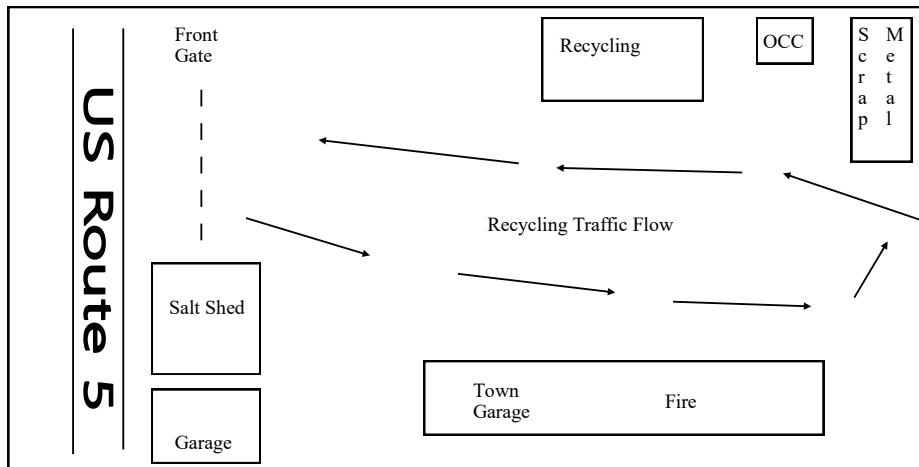 US Route 5
Front
Gate
Recycling
OCC
Scrap
Metal
Recycling Traffic Flow
Salt Shed
Town
Garage
Fire
Garage